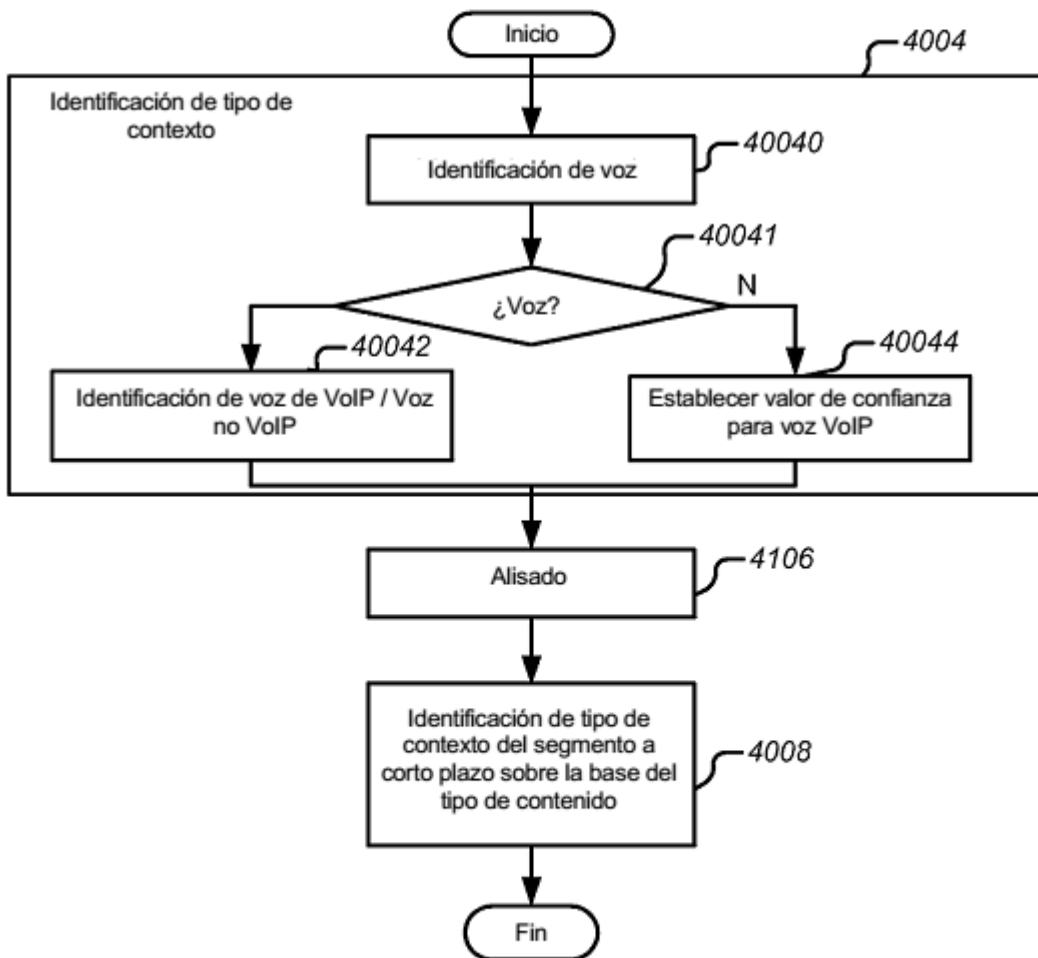 Inicio
4004
Identificación de tipo de
contexto
40040
Identificación de voz
40041
¿Voz?
N
40042
40044
Identificación de voz de VoIP / Voz
no VoIP
Establecer valor de confianza
para voz VoIP
4106
Alisado
Identificación de tipo de
contexto del segmento a
corto plazo sobre la base del
tipo de contenido
4008
Fin